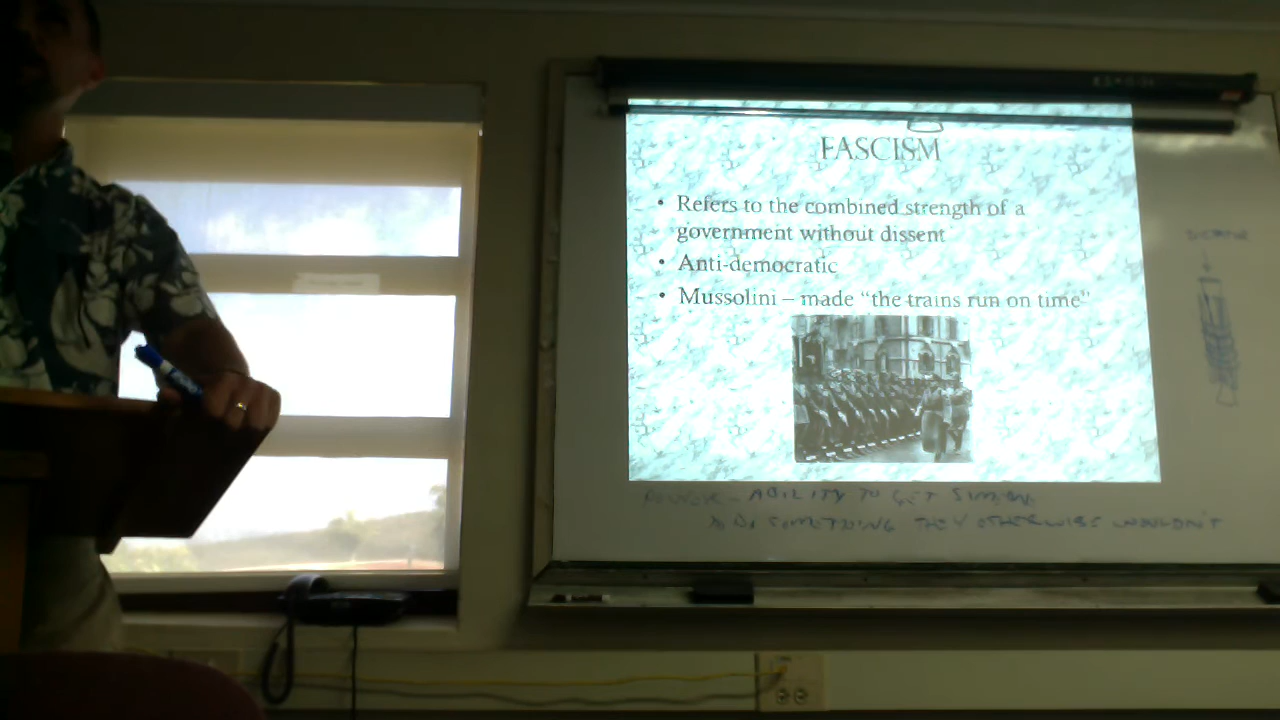 FASCISM
• Refers to the combined strength of a
government without dissent
• Anti-democratic
• Mussolini – made "the trains run on time"
ABILITY TO GET
TO DO SOMETHING THEY OTHERWISE WOULDN'T